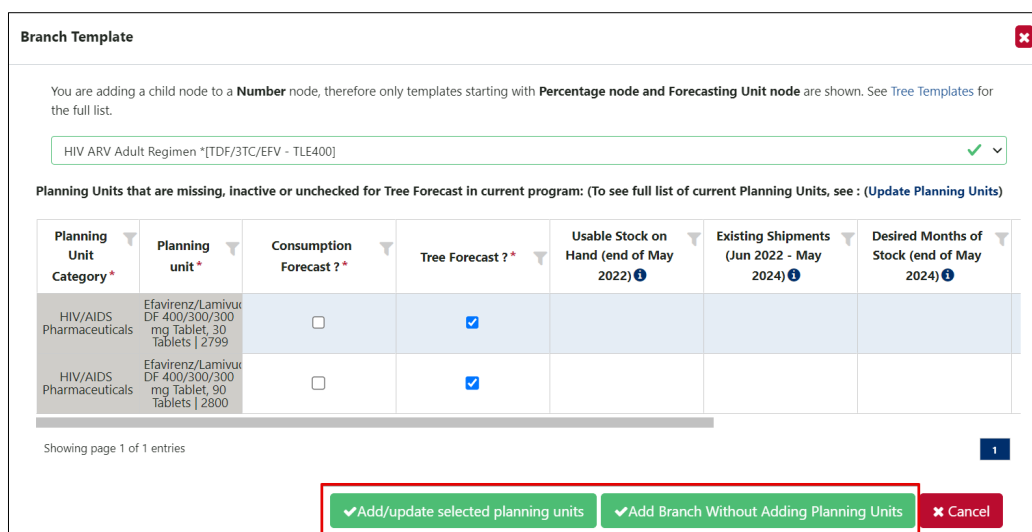 Branch Template
You are adding a child node to a Number node, therefore only templates starting with Percentage node and Forecasting Unit node are shown. See Tree Templates for
the full list.
HIV ARV Adult Regimen *[TDF/3TC/EFV - TLE400]
Planning Units that are missing, inactive or unchecked for Tree Forecast in current program: (To see full list of current Planning Units, see : (Update Planning Units)
Planning
Unit
Category*
Planning
unit*
Consumption
Forecast ?*
Tree Forecast ?*
Usable Stock on
Hand (end of May
2022)
Existing Shipments
(Jun 2022 - May
2024)
Desired Months of
Stock (end of May
2024)
HIV/AIDS
Pharmaceuticals
Efavirenz/Lamivu
DF 400/300/300
mg Tablet, 30
Tablets | 2799
HIV/AIDS
Pharmaceuticals
Efavirenz/Lamivu
DF 400/300/300
mg Tablet, 90
Tablets | 2800
Showing page 1 of 1 entries
1
Add/update selected planning units
Add Branch Without Adding Planning Units
Cancel